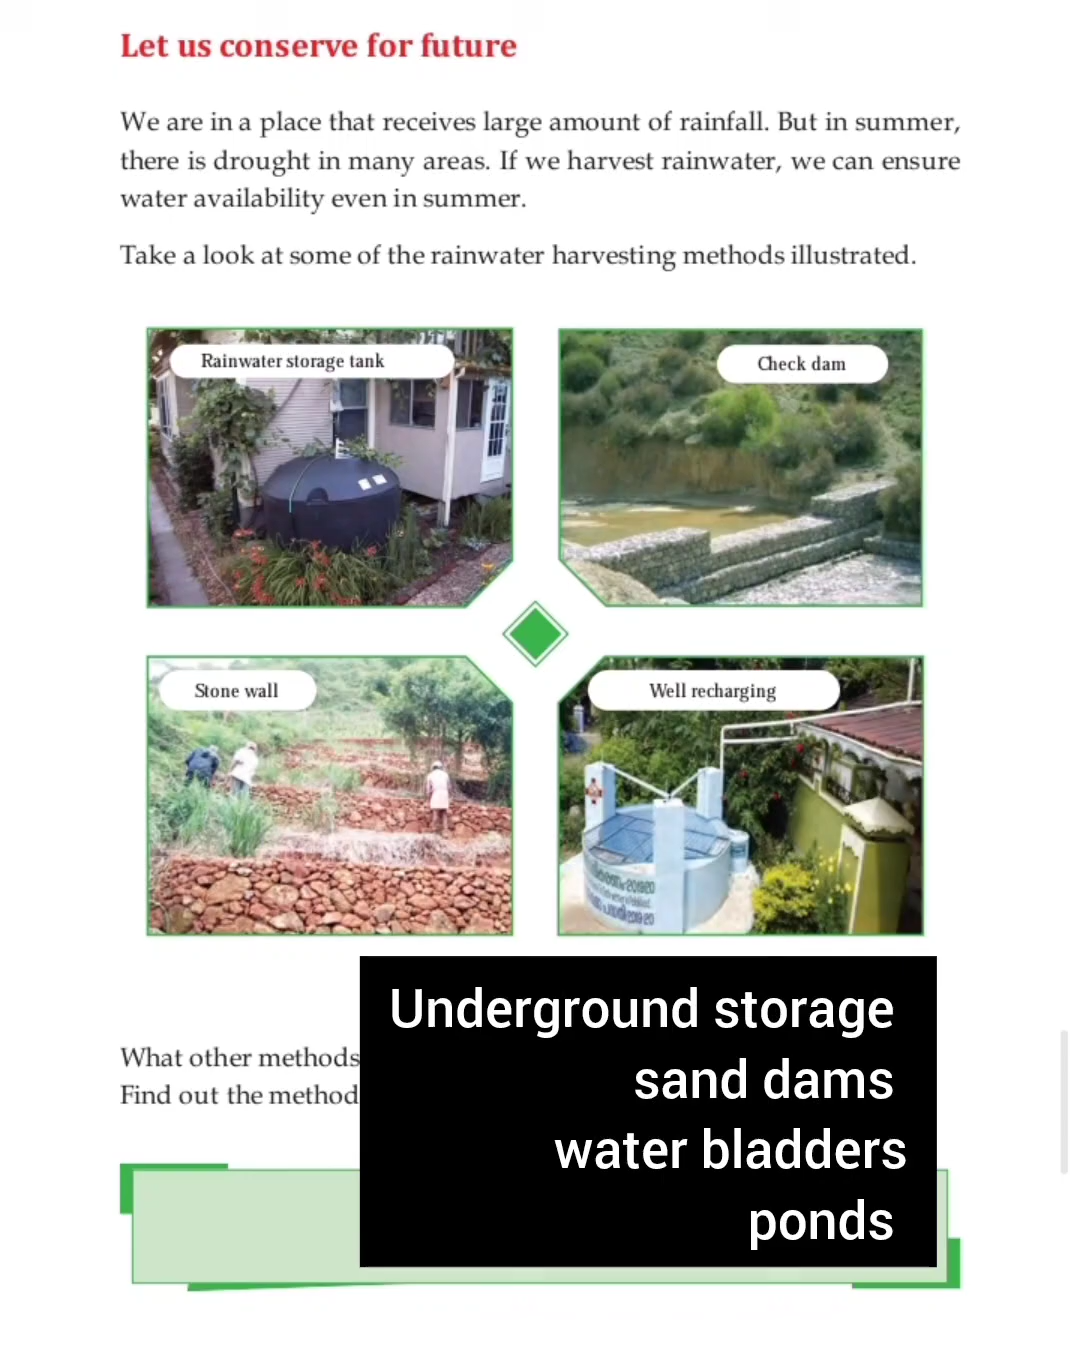 Let us conserve for future
We are in a place that receives large amount of rainfall. But in summer,
there is drought in many areas. If we harvest rainwater, we can ensure
water availability even in summer.
Take a look at some of the rainwater harvesting methods illustrated.
Rainwater storage tank
Check dam
Stone wall
Well recharging
What other methods
Find out the method
Underground storage
sand dams
water bladders
ponds